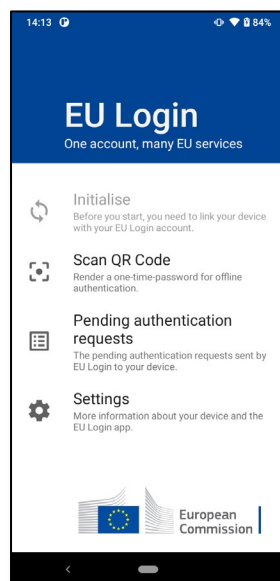 14:13 84%
EU Login
One account, many EU services
Initialise
Before you start, you need to link your device
with your EU Login account.
Scan QR Code
Render a one-time-password for offline
authentication.
Pending authentication
requests
The pending authentication requests sent by
EU Login to your device.
Settings
More information about your device and the
EU Login app.
European
Commission